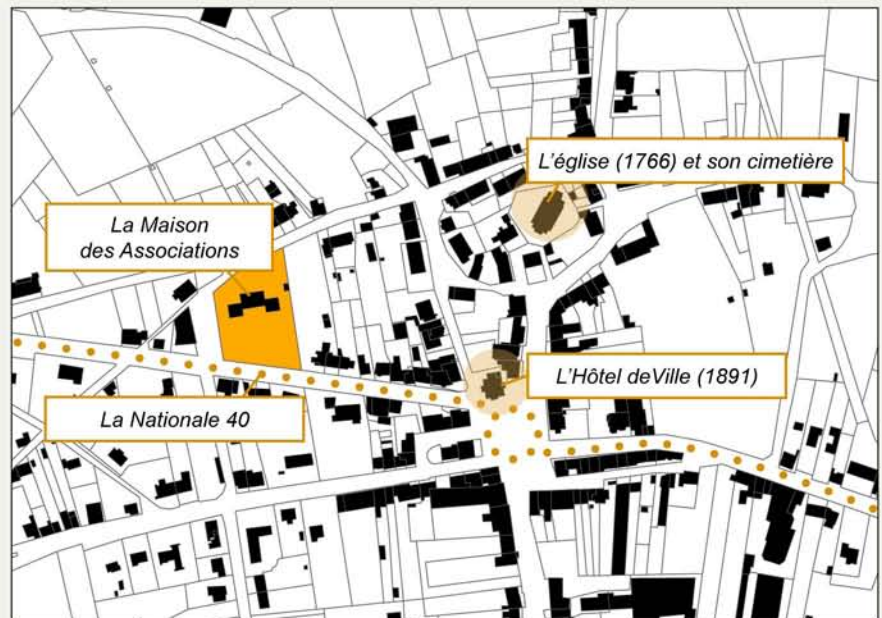 L'église (1766) et son cimetière
La Maison
des Associations
L'Hôtel deVille (1891)
La Nationale 40